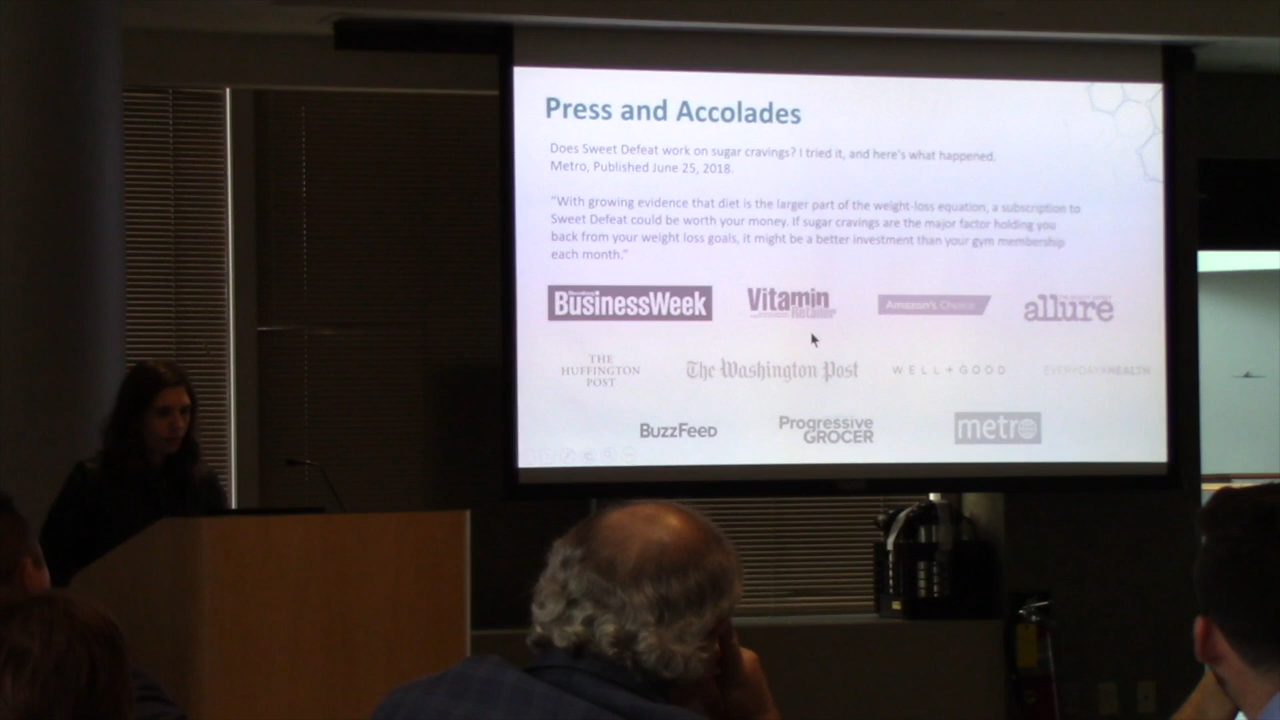 Press and Accolades
Does Sweet Defeat work on sugar cravings? I tried it, and here's what happened.
Metro, Published June 25, 2018.
"With growing evidence that diet is the larger part of the weight-loss equation, a subscription to
Sweet Defeat could be worth your money. If sugar cravings are the major factor holding you
back from your weight loss goals, it might be a better investment than your gym membership
each month."
BusinessWeek
Vitamin
Retailer
Amazon's Choice
allure
THE
HUFFINGTON
POST
The Washington Post
WELL+GOOD
EVERYDAY HEALTH
BuzzFeed
Progressive
GROCER
metro